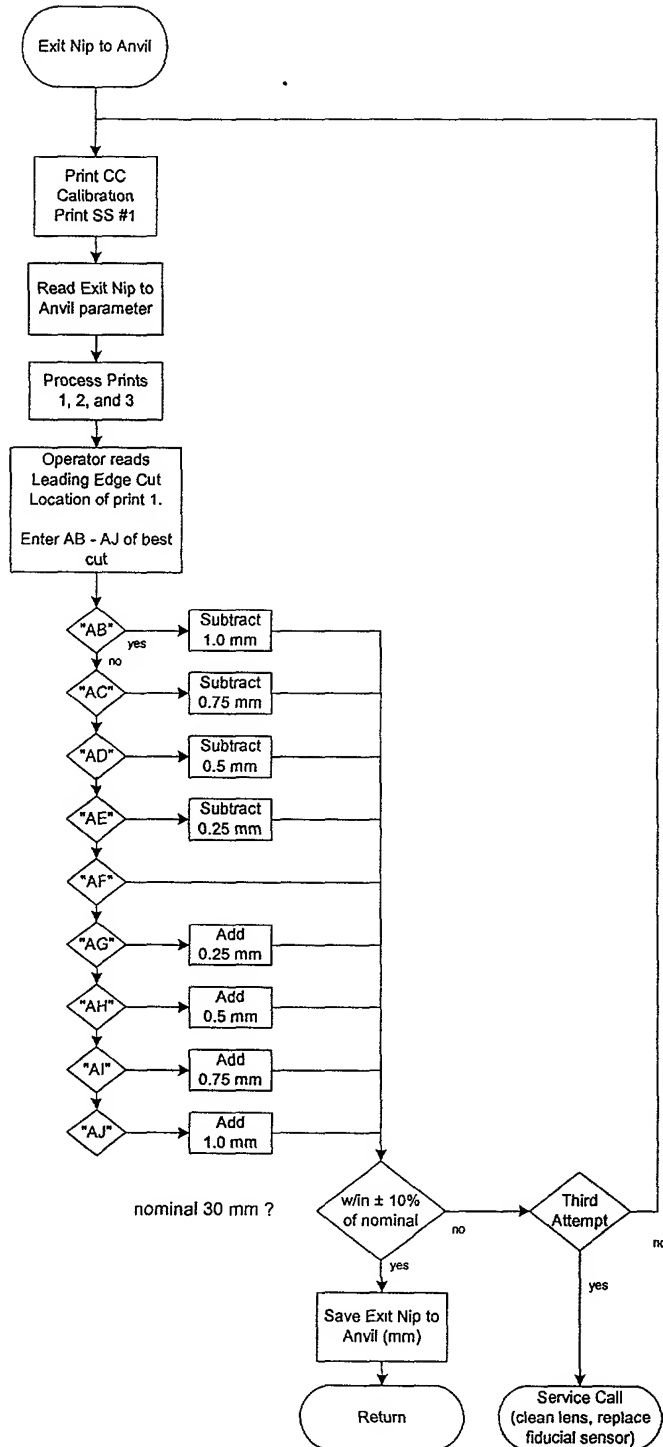 Exit Nip to Anvil
Print CC
Calibration
Print SS #1
Read Exit Nip to
Anvil parameter
Process Prints
1, 2, and 3
Operator reads
Leading Edge Cut
Location of print 1.
Enter AB - AJ of best
cut
"AB"
yes
Subtract
1.0 mm
no
"AC"
Subtract
0.75 mm
"AD"
Subtract
0.5 mm
"AE"
Subtract
0.25 mm
"AF"
"AG"
Add
0.25 mm
"AH"
Add
0.5 mm
"AI"
Add
0.75 mm
"AJ"
Add
1.0 mm
nominal 30 mm ?
w/in ± 10%
of nominal
no
Third
Attempt
no
yes
yes
Save Exit Nip to
Anvil (mm)
Return
Service Call
(clean lens, replace
fiducial sensor)